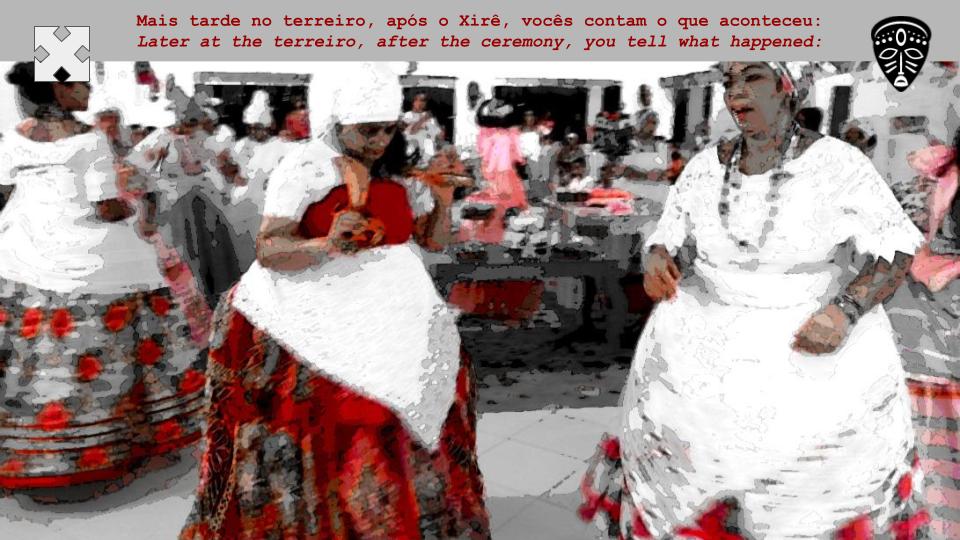 Mais tarde no terreiro, após o Xirê, vocês contam o que aconteceu:
Later at the terreiro, after the ceremony, you tell what happened: